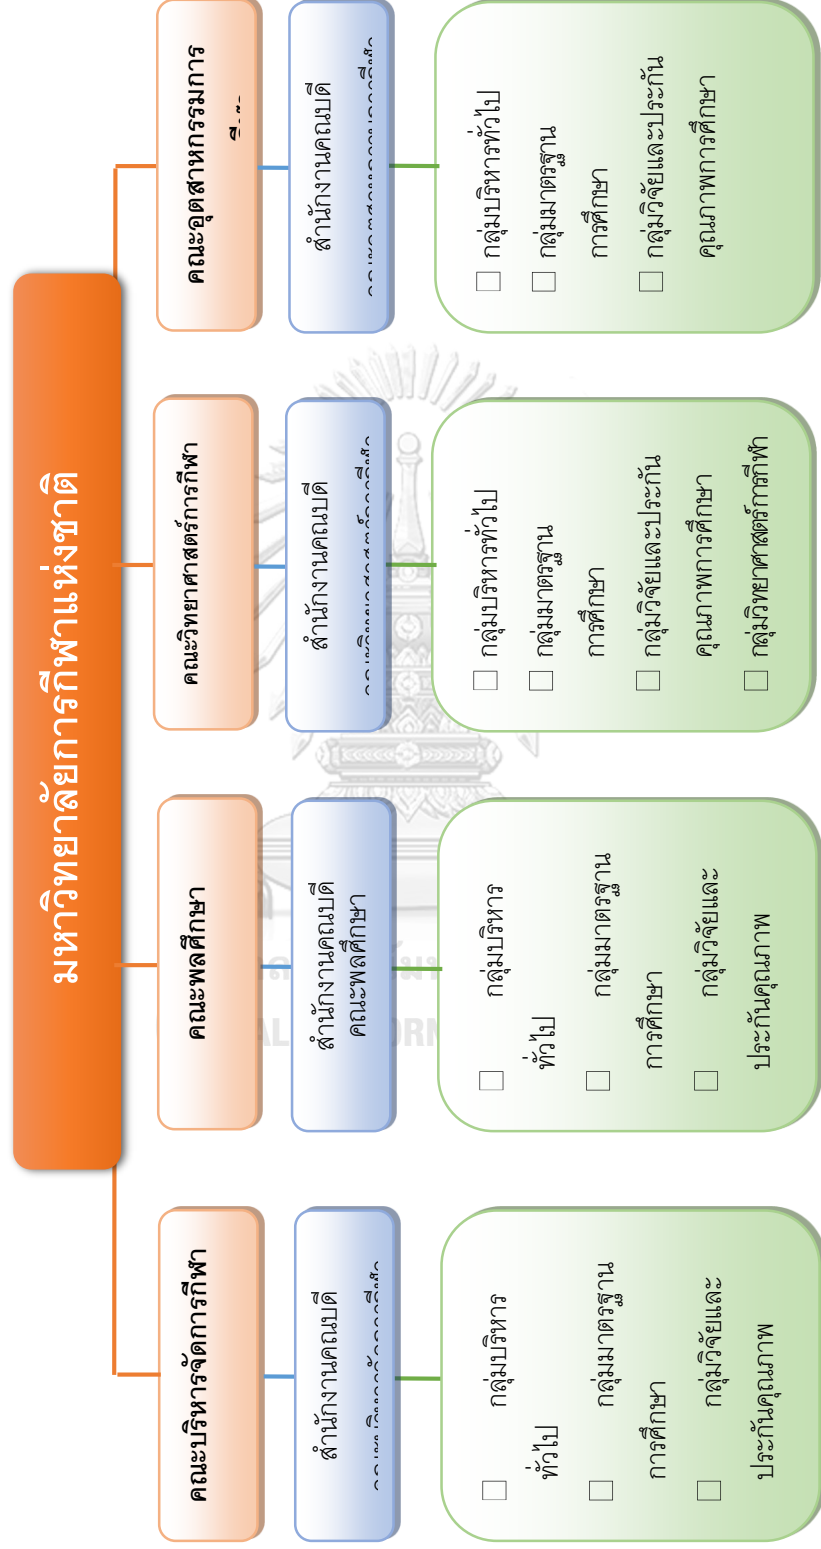 มหาวิทยาลัยการกีฬาแห่งชาติ
คณะบริหารจัดการกีฬา
สำนักงานคณบดี
☐ กลุ่มบริหาร
ทั่วไป
☐ กลุ่มมาตรฐาน
การศึกษา
☐ กลุ่มวิจัยและ
ประกันคุณภาพ
คณะพลศึกษา
สำนักงานคณบดี
คณะพลศึกษา
☐ กลุ่มบริหาร
ทั่วไป
☐ กลุ่มมาตรฐาน
การศึกษา
☐ กลุ่มวิจัยและ
ประกันคุณภาพ
คณะวิทยาศาสตร์การกีฬา
สำนักงานคณบดี
☐ กลุ่มบริหารทั่วไป
☐ กลุ่มมาตรฐาน
การศึกษา
☐ กลุ่มวิจัยและประกัน
คุณภาพการศึกษา
☐ กลุ่มวิทยาศาสตร์การกีฬา
คณะอุตสาหกรรมการ
สำนักงานคณบดี
☐ กลุ่มบริหารทั่วไป
☐ กลุ่มมาตรฐาน
การศึกษา
☐ กลุ่มวิจัยและประกัน
คุณภาพการศึกษา